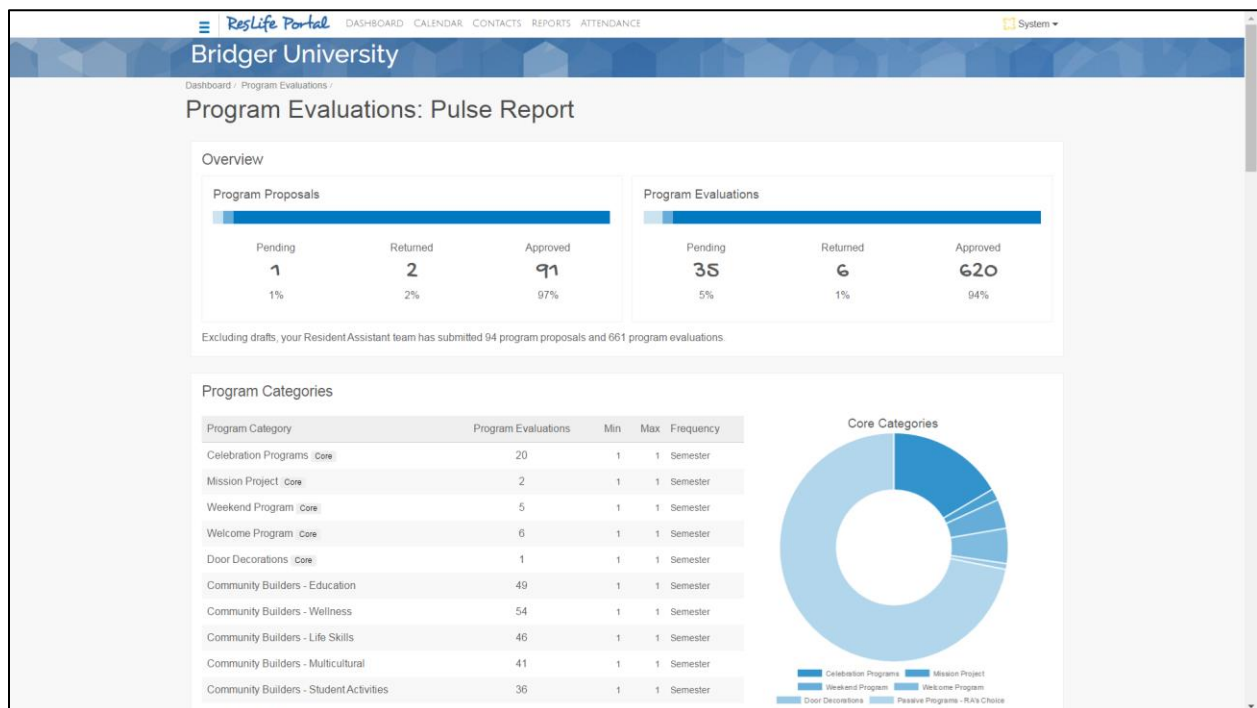 ResLife Portal DASHBOARD CALENDAR CONTACTS REPORTS ATTENDANCE System
Bridger University
Dashboard / Program Evaluations /
Program Evaluations: Pulse Report
Overview
Program Proposals
Pending Returned Approved
1 2 91
1% 2% 97%
Program Evaluations
Pending Returned Approved
35 6 620
5% 1% 94%
Excluding drafts, your Resident Assistant team has submitted 94 program proposals and 661 program evaluations.
Program Categories
Program Category Program Evaluations Min Max Frequency
Celebration Programs Core 20 1 1 Semester
Mission Project Core 2 1 1 Semester
Weekend Program Core 5 1 1 Semester
Welcome Program Core 6 1 1 Semester
Door Decorations Core 1 1 1 Semester
Community Builders - Education 49 1 1 Semester
Community Builders - Wellness 54 1 1 Semester
Community Builders - Life Skills 46 1 1 Semester
Community Builders - Multicultural 41 1 1 Semester
Community Builders - Student Activities 36 1 1 Semester
Core Categories
Celebration Programs Mission Project
Weekend Program Welcome Program
Door Decorations Passive Programs - RA's Choice